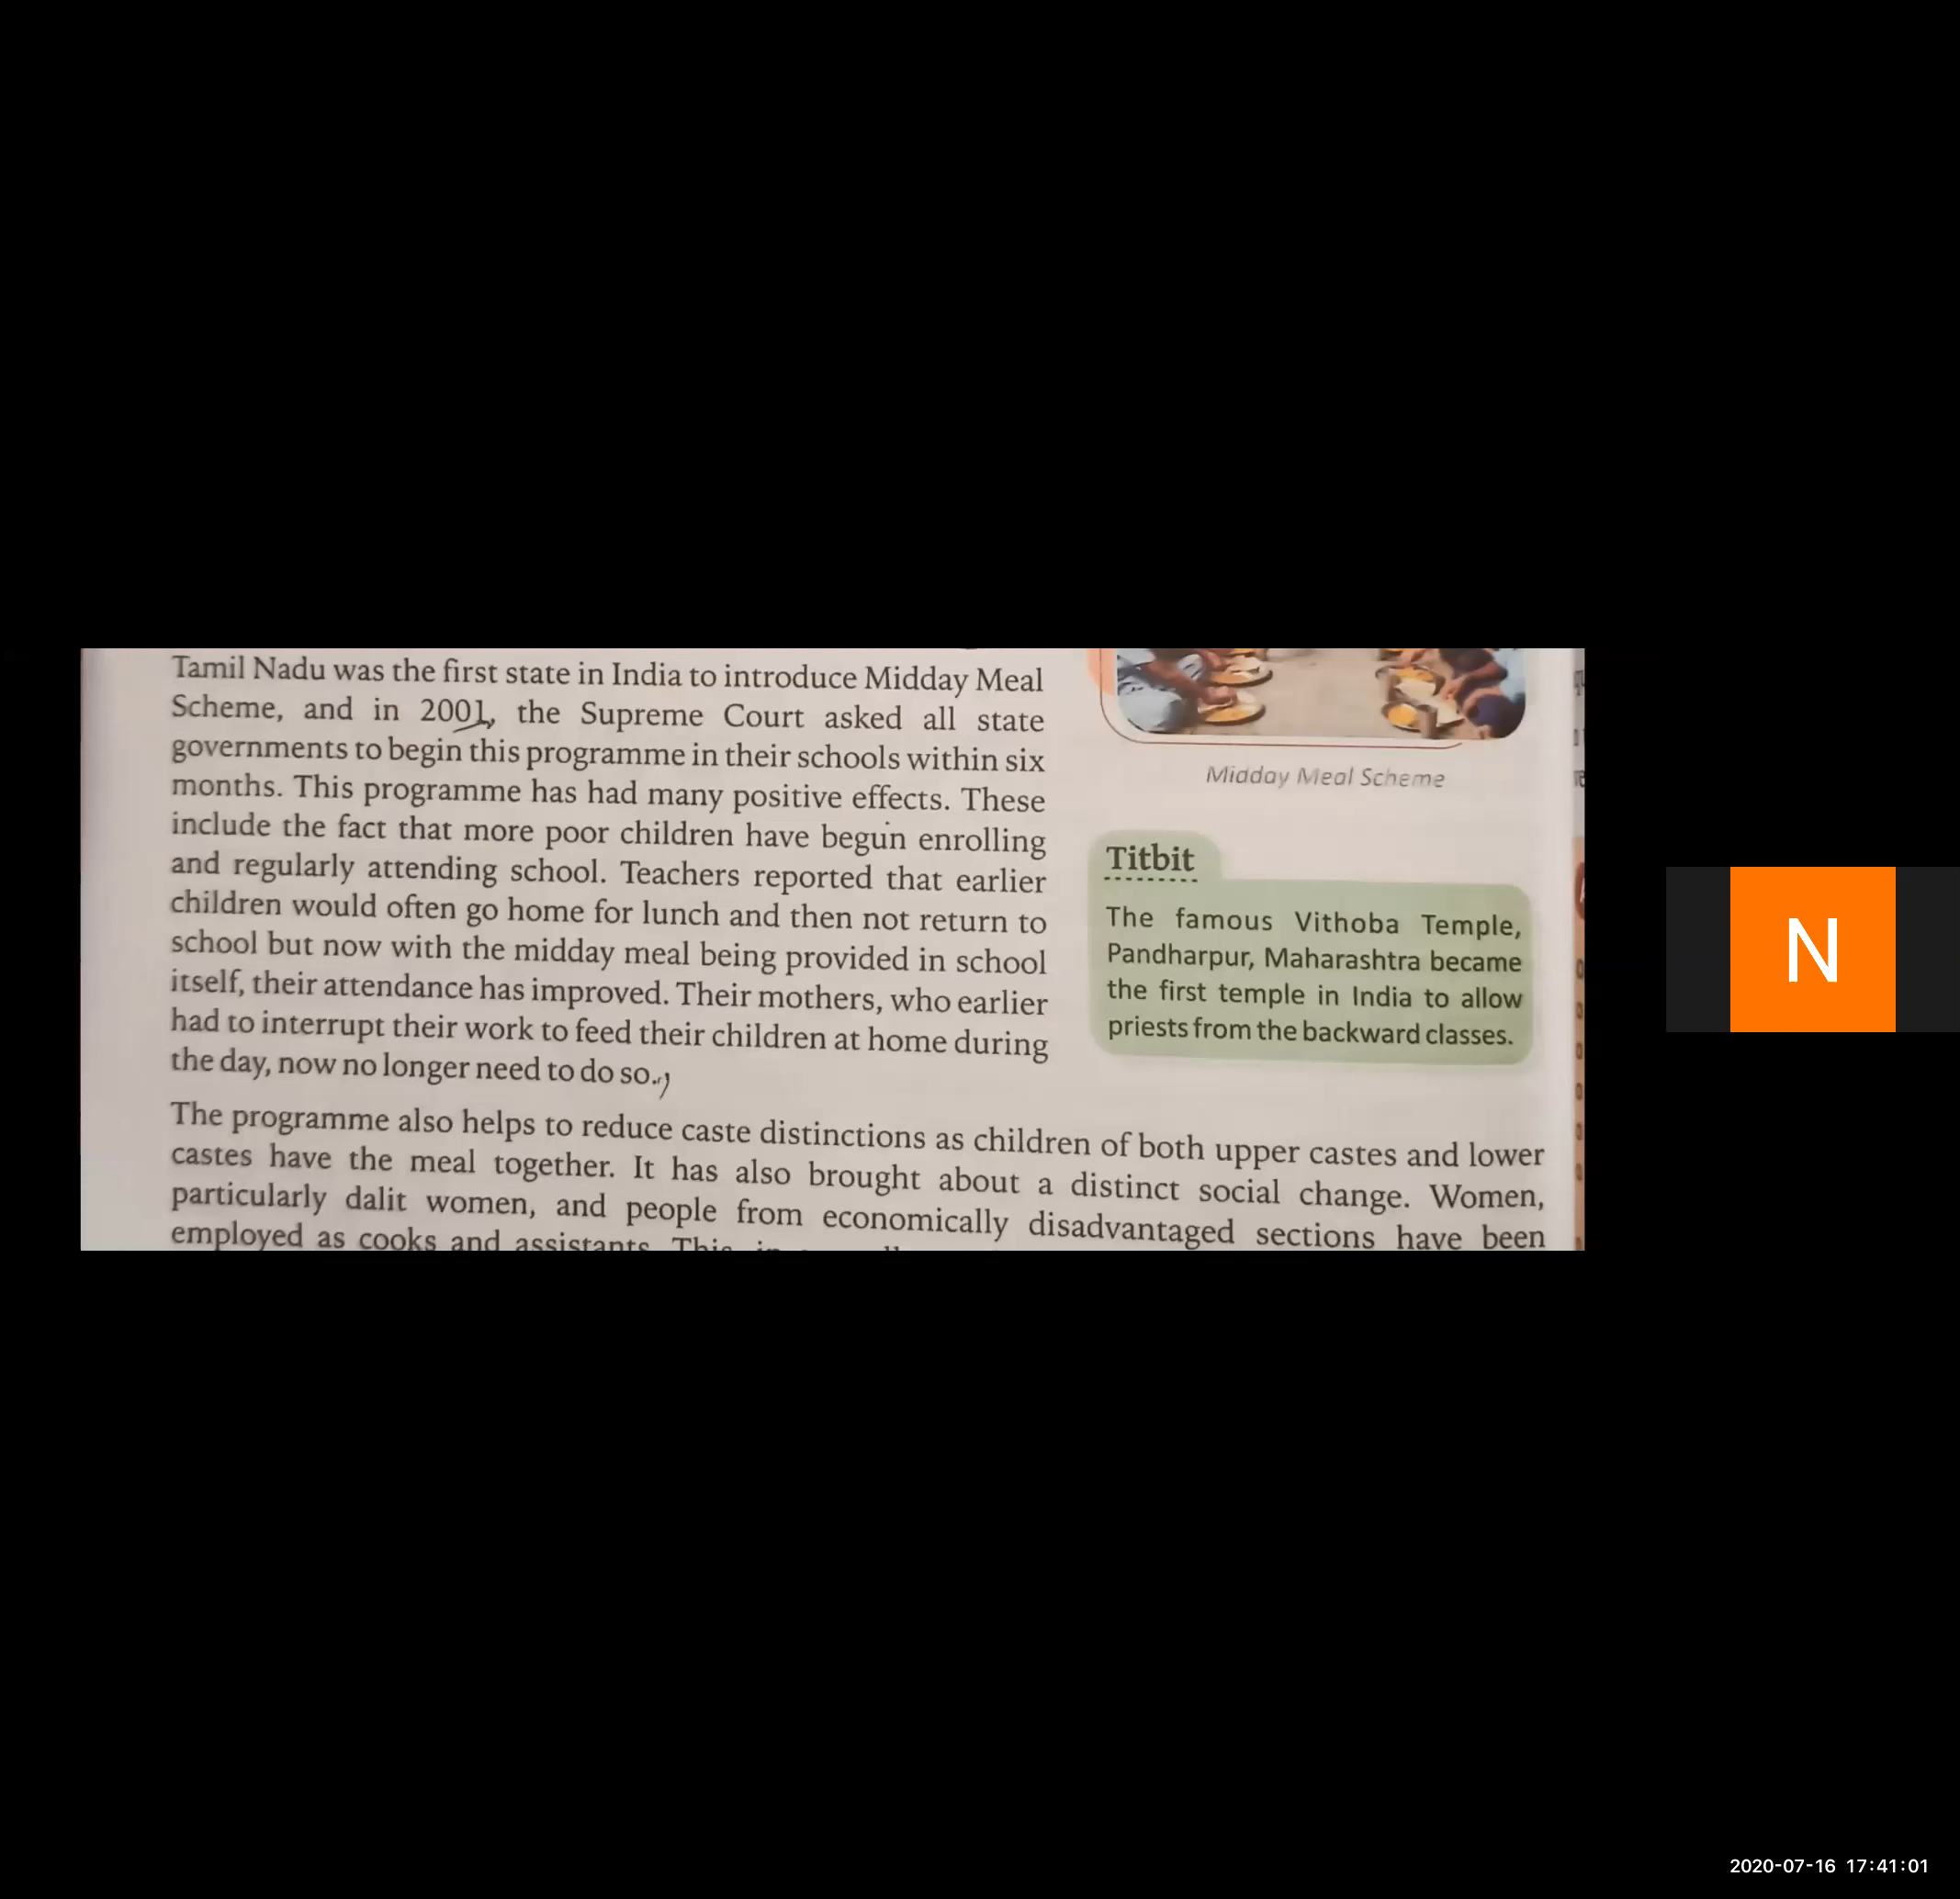 Tamil Nadu was the first state in India to introduce Midday Meal
Scheme, and in 2001, the Supreme Court asked all state
governments to begin this programme in their schools within six
months. This programme has had many positive effects. These
include the fact that more poor children have begun enrolling
and regularly attending school. Teachers reported that earlier
children would often go home for lunch and then not return to
school but now with the midday meal being provided in school
itself, their attendance has improved. Their mothers, who earlier
had to interrupt their work to feed their children at home during
the day, now no longer need to do so.
Midday Meal Scheme
Titbit
The famous Vithoba Temple,
Pandharpur, Maharashtra became
the first temple in India to allow
priests from the backward classes.
The programme also helps to reduce caste distinctions as children of both upper castes and lower
castes have the meal together. It has also brought about a distinct social change. Women,
particularly dalit women, and people from economically disadvantaged sections have been
employed as cooks and assistants. This
N
2020-07-16 17:41:01